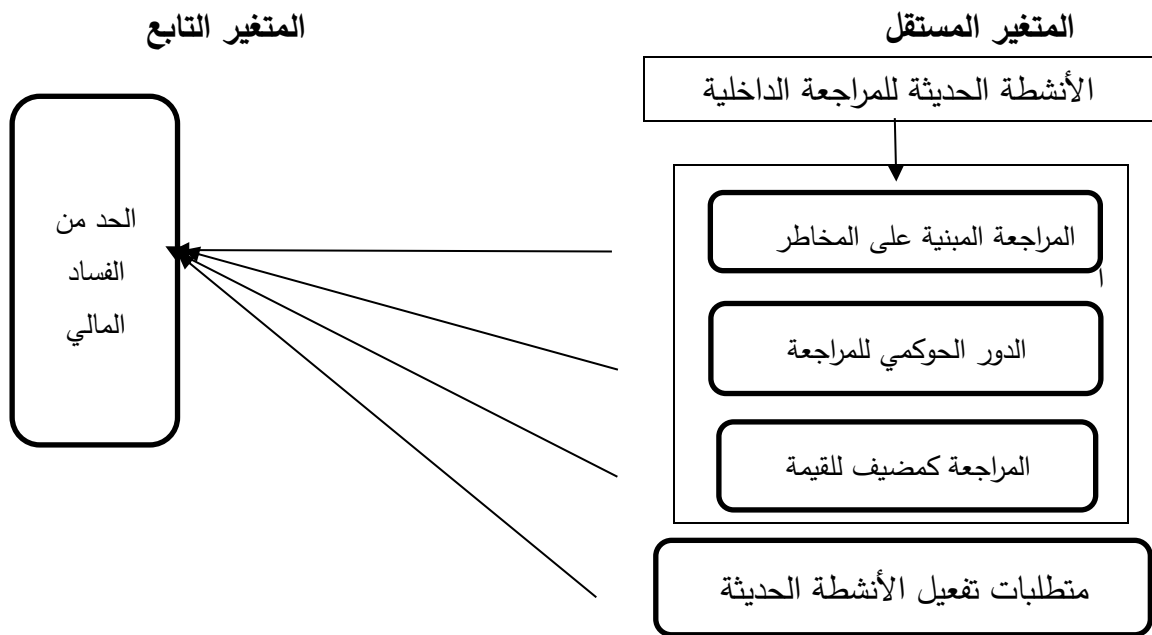 المتغير المستقل
المتغير التابع
الأنشطة الحديثة للمراجعة الداخلية
المراجعة المبنية على المخاطر
ا
الدور الحوكمي للمراجعة
المراجعة كمضيف للقيمة
متطلبات تفعيل الأنشطة الحديثة
الحد من
الفساد
المالي